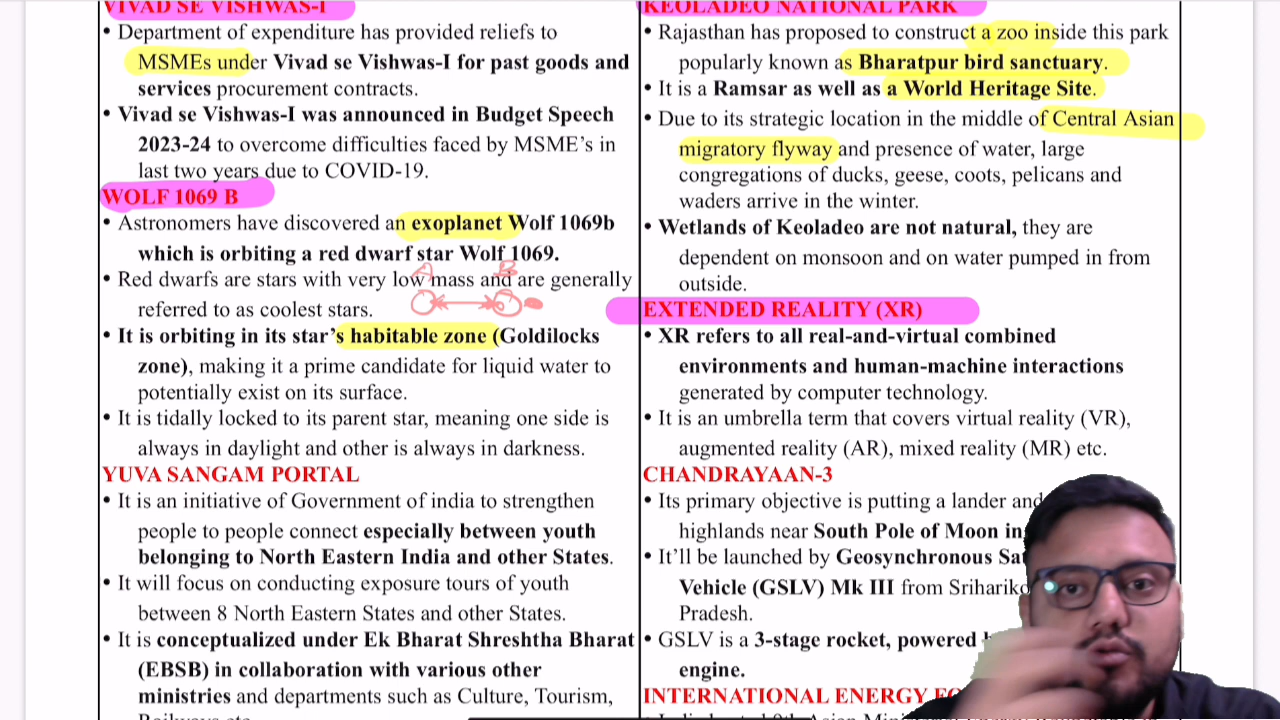 VIVAD SE VISHWAS-I
• Department of expenditure has provided reliefs to
MSMEs under Vivad se Vishwas-I for past goods and
services procurement contracts.
• Vivad se Vishwas-I was announced in Budget Speech
2023-24 to overcome difficulties faced by MSME’s in
last two years due to COVID-19.
WOLF 1069 B
• Astronomers have discovered an exoplanet Wolf 1069b
which is orbiting a red dwarf star Wolf 1069.
• Red dwarfs are stars with very low mass and are generally
referred to as coolest stars.
A B
• It is orbiting in its star’s habitable zone (Goldilocks
zone), making it a prime candidate for liquid water to
potentially exist on its surface.
• It is tidally locked to its parent star, meaning one side is
always in daylight and other is always in darkness.
YUVA SANGAM PORTAL
• It is an initiative of Government of india to strengthen
people to people connect especially between youth
belonging to North Eastern India and other States.
• It will focus on conducting exposure tours of youth
between 8 North Eastern States and other States.
• It is conceptualized under Ek Bharat Shreshtha Bharat
(EBSB) in collaboration with various other
ministries and departments such as Culture, Tourism,
KEOLADEO NATIONAL PARK
• Rajasthan has proposed to construct a zoo inside this park
popularly known as Bharatpur bird sanctuary.
• It is a Ramsar as well as a World Heritage Site.
• Due to its strategic location in the middle of Central Asian
migratory flyway and presence of water, large
congregations of ducks, geese, coots, pelicans and
waders arrive in the winter.
• Wetlands of Keoladeo are not natural, they are
dependent on monsoon and on water pumped in from
outside.
EXTENDED REALITY (XR)
• XR refers to all real-and-virtual combined
environments and human-machine interactions
generated by computer technology.
• It is an umbrella term that covers virtual reality (VR),
augmented reality (AR), mixed reality (MR) etc.
CHANDRAYAAN-3
• Its primary objective is putting a lander and
highlands near South Pole of Moon in
• It’ll be launched by Geosynchronous
Vehicle (GSLV) Mk III from
Pradesh.
• GSLV is a 3-stage rocket, powered
engine.
INTERNATIONAL ENERGY